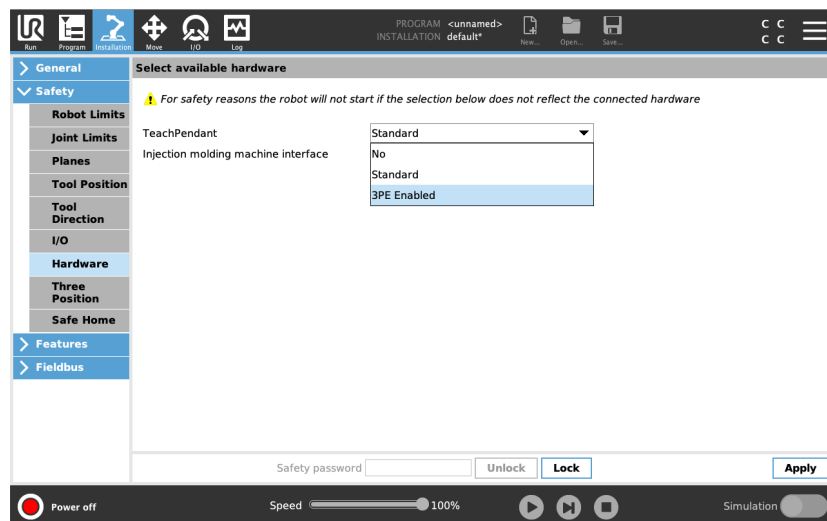 UR
Run
Program
Installation
Move
I/O
Log
PROGRAM <unnamed>
INSTALLATION default*
New...
Open...
Save...
C C
C C
General
Safety
Robot Limits
Joint Limits
Planes
Tool Position
Tool
Direction
I/O
Hardware
Three
Position
Safe Home
Features
Fieldbus
Select available hardware
For safety reasons the robot will not start if the selection below does not reflect the connected hardware
TeachPendant
Standard
Injection molding machine interface
No
Standard
3PE Enabled
Safety password
Unlock
Lock
Apply
Power off
Speed
100%
Simulation